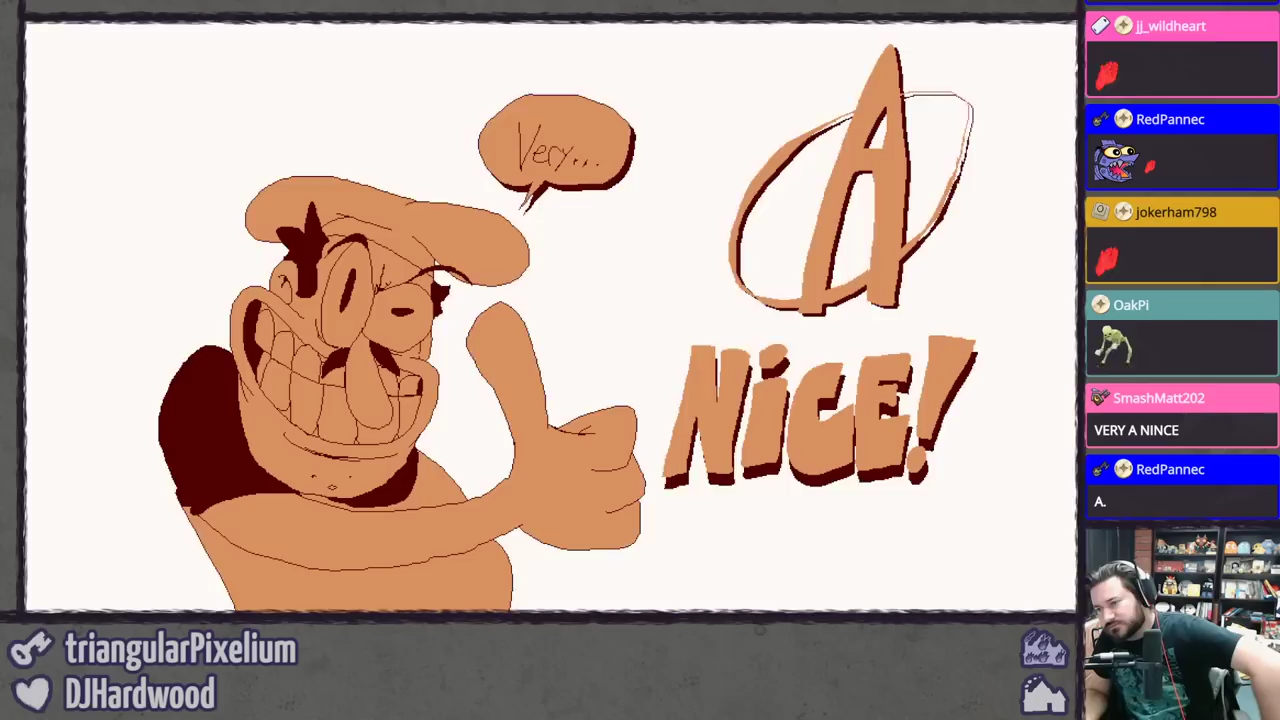 Very...
A
NiCE!
jj_wildheart
RedPannec
jokerham798
OakPi
SmashMatt202
VERY A NINCE
RedPannec
A.
triangularPixelium
DJHardwood